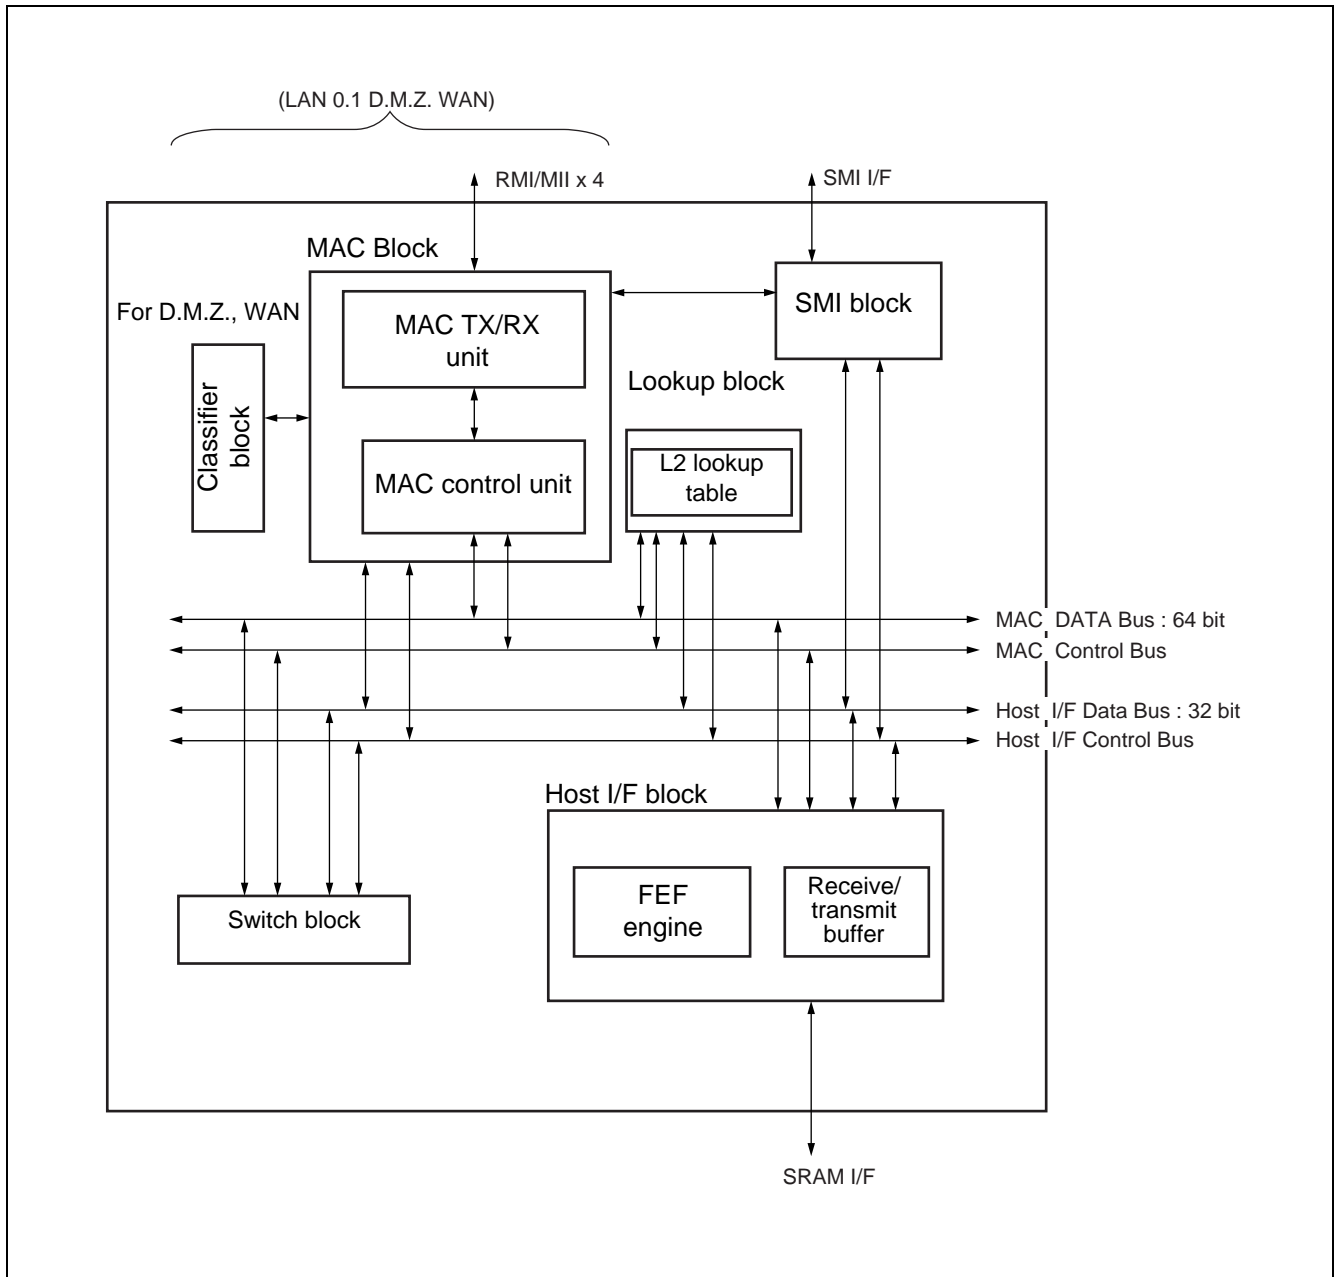 (LAN 0.1 D.M.Z. WAN)
RMI/MII x 4
SMI I/F
MAC Block
For D.M.Z., WAN
MAC TX/RX
unit
SMI block
Lookup block
Classifier
block
MAC control unit
L2 lookup
table
MAC DATA Bus : 64 bit
MAC Control Bus
Host I/F Data Bus : 32 bit
Host I/F Control Bus
Host I/F block
FEF
engine
Receive/
transmit
buffer
Switch block
SRAM I/F